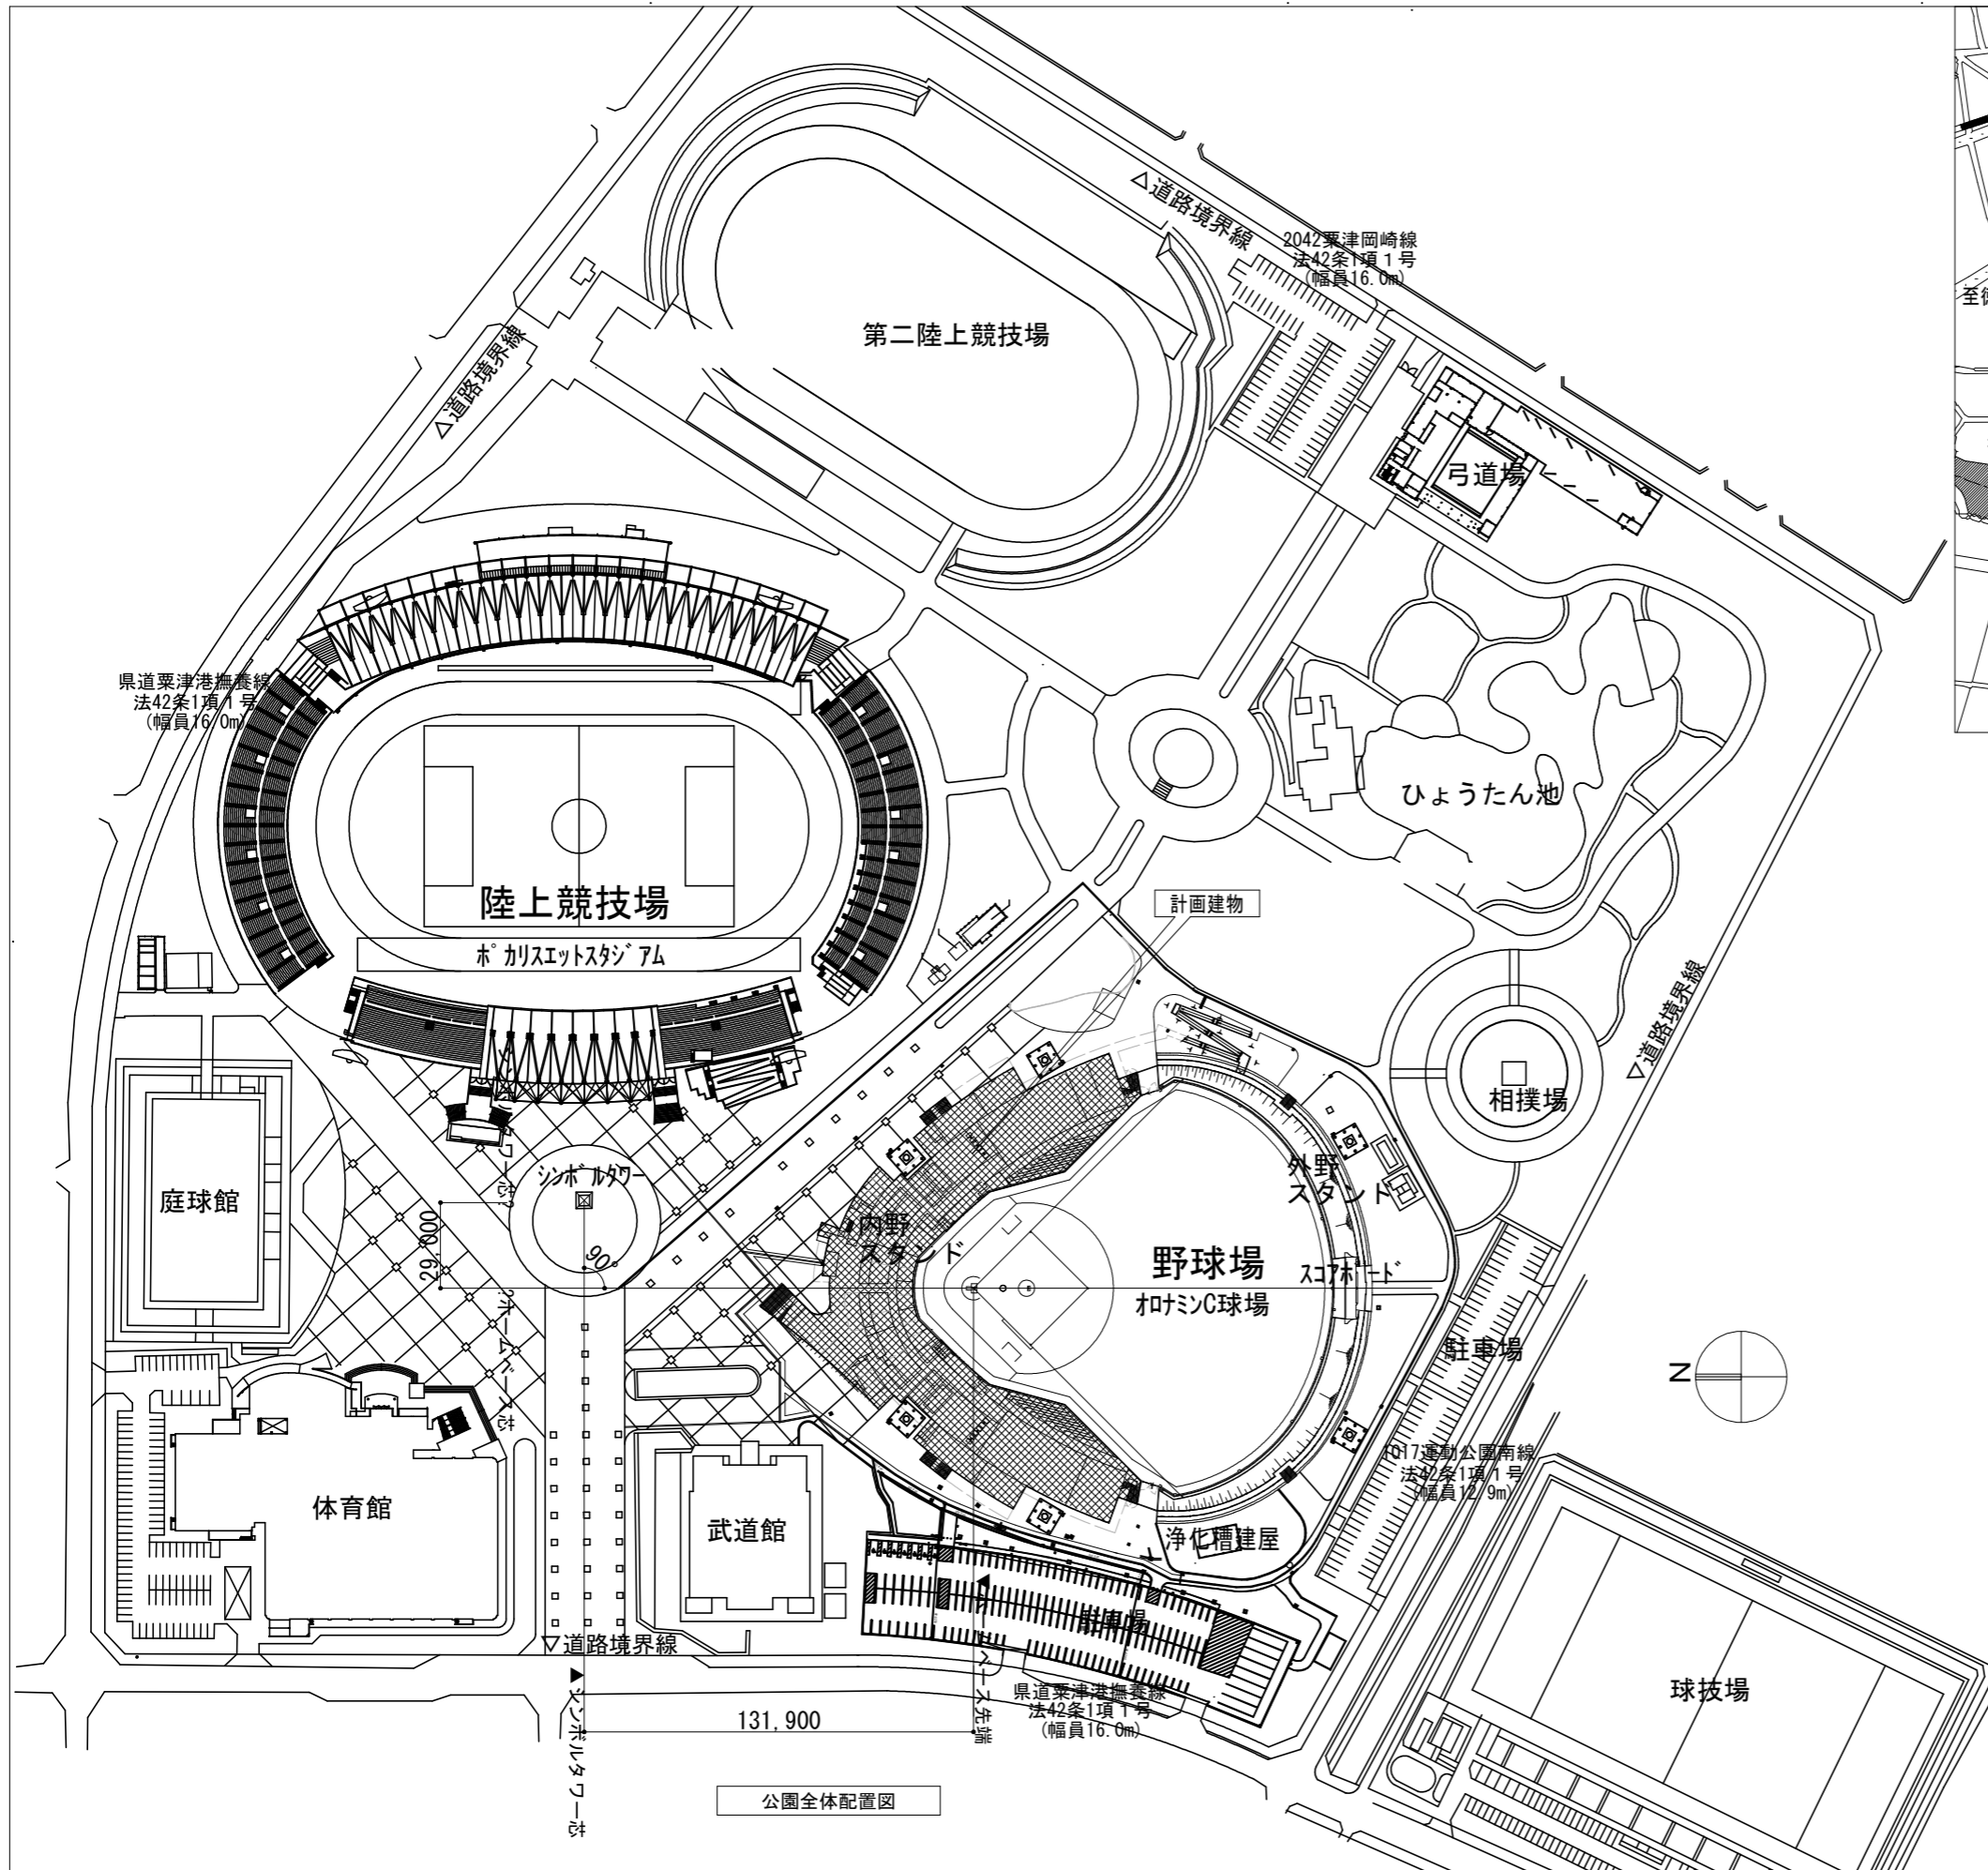 △道路境界線
2042粟津岡崎線
法42条1項1号
(幅員16.0m)
△道路境界線
第二陸上競技場
弓道場
県道粟津港撫養線
法42条1項1号
(幅員16.0m)
ひょうたん池
陸上競技場
計画建物
ポカリスエットスタジアム
▽道路境界線
相撲場
シンボルタワー
外野
スタンド
庭球館
29,000
90°
内野
スタンド
野球場
スコアボード
オロナミンC球場
駐車場
N
1017運動公園南線
法42条1項1号
(幅員12.9m)
体育館
武道館
浄化槽建屋
駐車場
▽道路境界線
球技場
県道粟津港撫養線
法42条1項1号
(幅員16.0m)
131,900
▲シンボルタワー芯
▲ホームベース先端
公園全体配置図